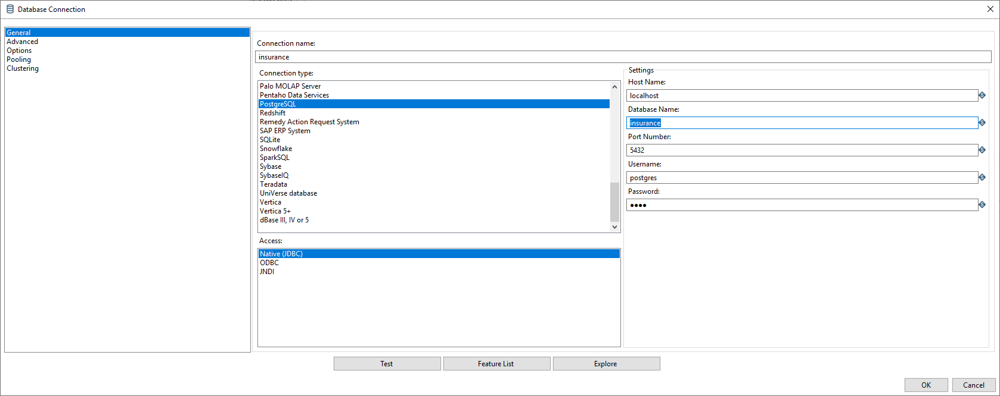 Database Connection
General
Advanced
Options
Pooling
Clustering
Connection name:
insurance
Connection type:
Palo MOLAP Server
Pentaho Data Services
PostgreSQL
Redshift
Remedy Action Request System
SAP ERP System
SQLite
Snowflake
SparkSQL
Sybase
SybaseIQ
Teradata
UniVerse database
Vertica
Vertica 5+
dBase III, IV or 5
Access:
Native (JDBC)
ODBC
JNDI
Settings
Host Name:
localhost
Database Name:
insurance
Port Number:
5432
Username:
postgres
Password:
●●●●
Test
Feature List
Explore
OK
Cancel